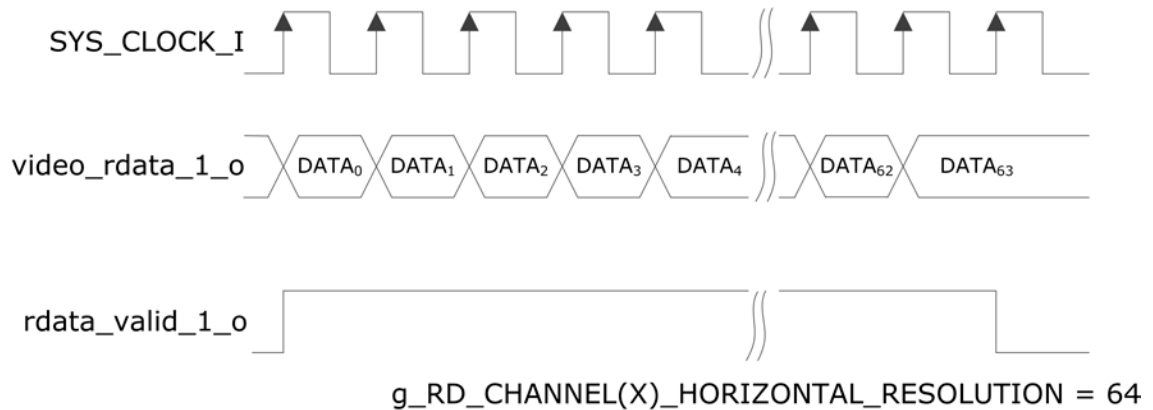 SYS_CLOCK_I
video_rdata_1_o DATA₀ DATA₁ DATA₂ DATA₃ DATA₄ DATA₆₂ DATA₆₃
rdata_valid_1_o
g_RD_CHANNEL(X)_HORIZONTAL_RESOLUTION = 64